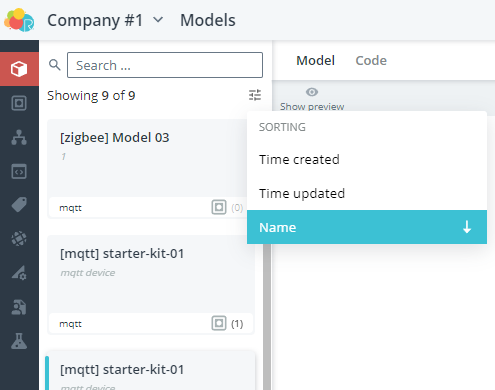 Company #1 Models
Search ...
Showing 9 of 9
Model Code
Show preview
SORTING
Time created
Time updated
Name
[zigbee] Model 03
1
mqtt (0)
[mqtt] starter-kit-01
mqtt device
mqtt (1)
[mqtt] starter-kit-01
mqtt device